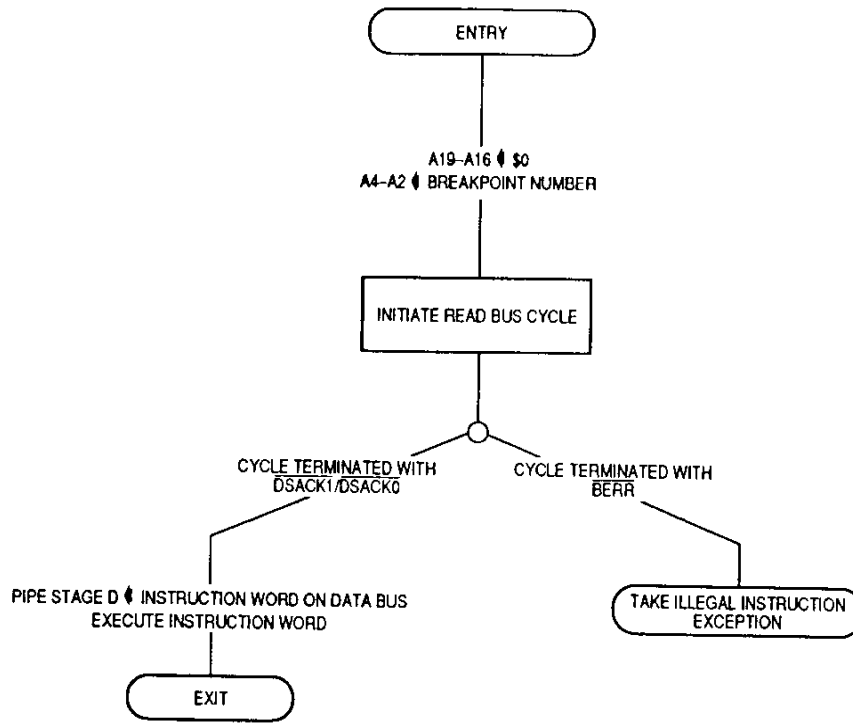 ENTRY
A19–A16 ⬧ $0
A4–A2 ⬧ BREAKPOINT NUMBER
INITIATE READ BUS CYCLE
CYCLE TERMINATED WITH
DSACK1/DSACK0
CYCLE TERMINATED WITH
BERR
PIPE STAGE D ⬧ INSTRUCTION WORD ON DATA BUS
EXECUTE INSTRUCTION WORD
TAKE ILLEGAL INSTRUCTION
EXCEPTION
EXIT